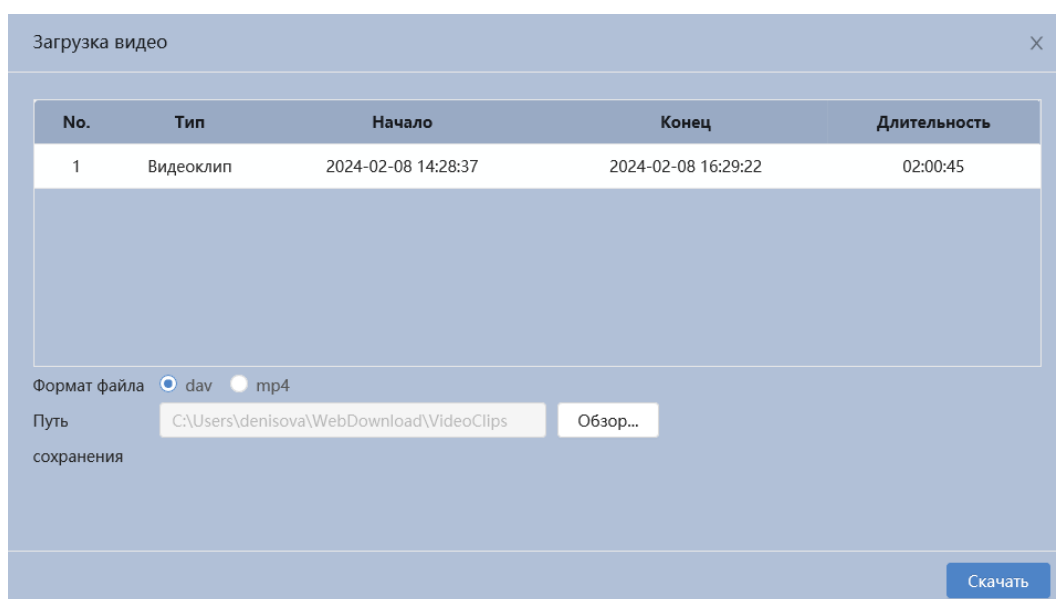 Загрузка видео X
No. Тип Начало Конец Длительность
1 Видеоклип 2024-02-08 14:28:37 2024-02-08 16:29:22 02:00:45
Формат файла dav mp4
Путь C:\Users\denisova\WebDownload\VideoClips Обзор...
сохранения
Скачать